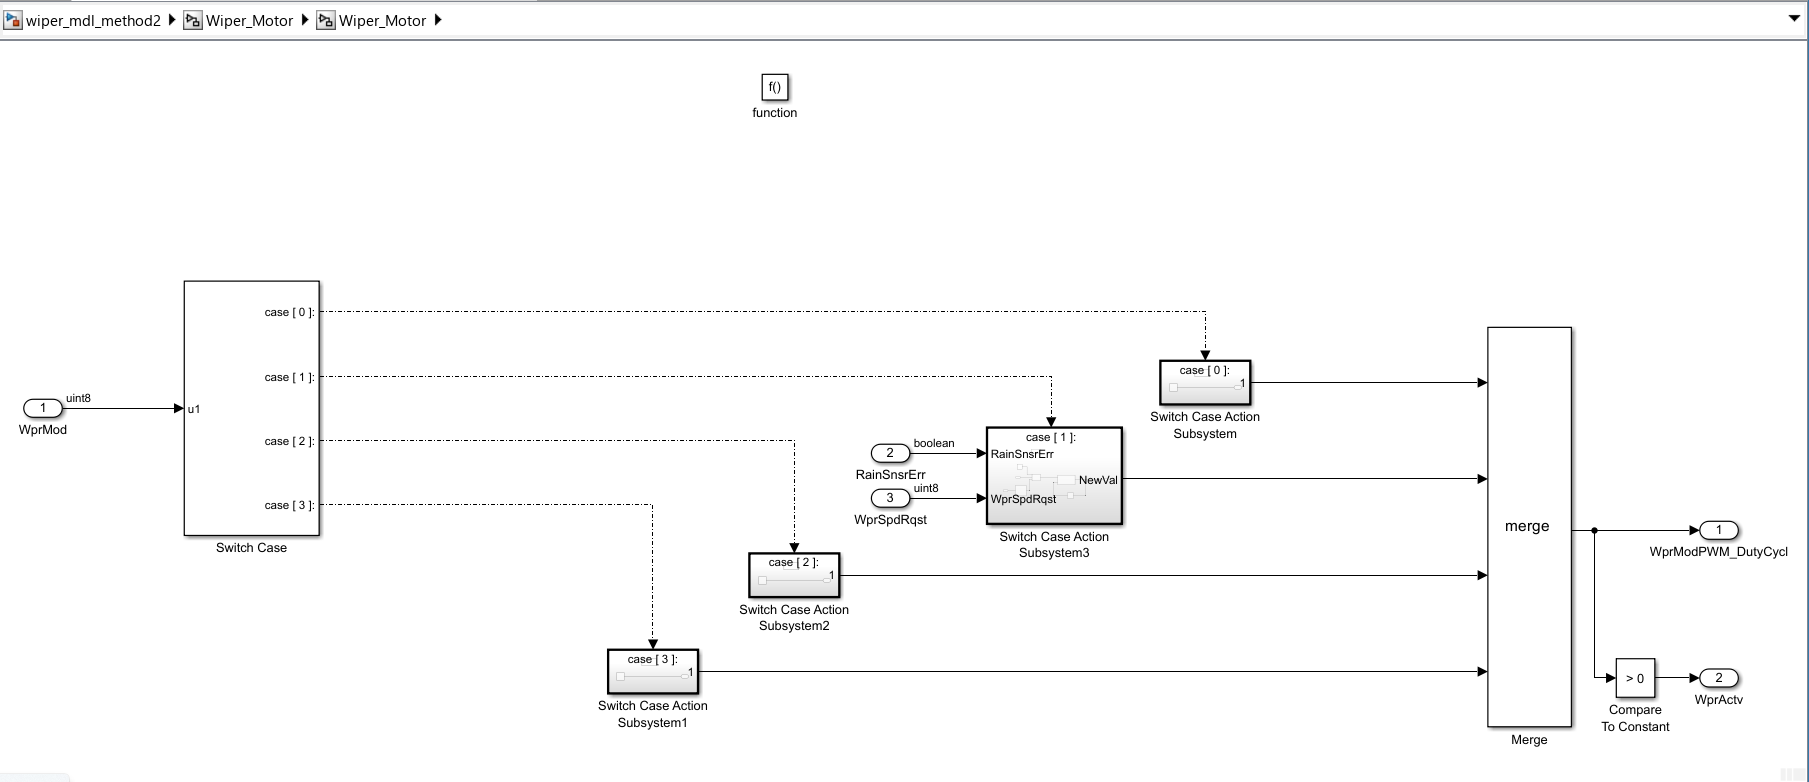 wiper_mdl_method2 Wiper_Motor Wiper_Motor
f()
function
case [ 0 ]:
case [ 1 ]:
case [ 2 ]:
case [ 3 ]:
u1
Switch Case
1
uint8
WprMod
case [ 0 ]:
1
Switch Case Action
Subsystem
2
boolean
RainSnsrErr
3
uint8
WprSpdRqst
case [ 1 ]:
RainSnsrErr
NewVal
WprSpdRqst
Switch Case Action
Subsystem3
case [ 2 ]:
1
Switch Case Action
Subsystem2
case [ 3 ]:
1
Switch Case Action
Subsystem1
merge
Merge
1
WprModPWM_DutyCycl
> 0
Compare
To Constant
2
WprActv